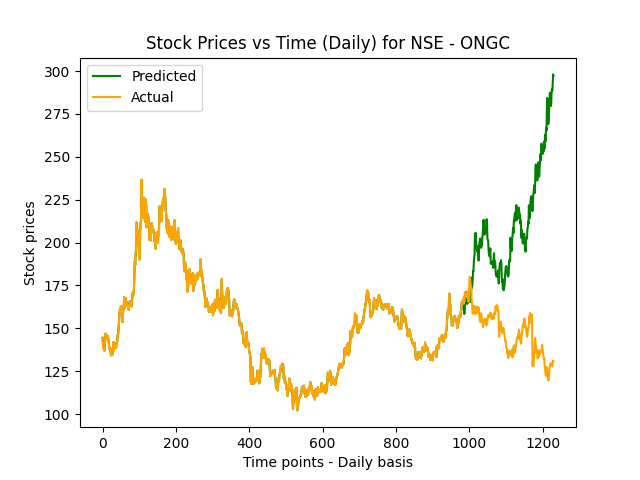 Stock Prices vs Time (Daily) for NSE - ONGC
Predicted
Actual
300
275
250
225
200
175
150
125
100
Stock prices
0 200 400 600 800 1000 1200
Time points - Daily basis